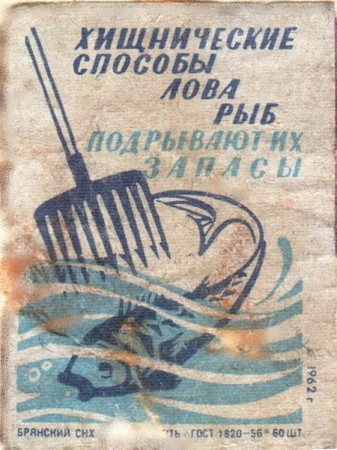 ХИЩНИЧЕСКИЕ
СПОСОБЫ
ЛОВА
РЫБ
ПОДРЫВАЮТ ИХ
ЗАПАСЫ
1962 г
БРЯНСКИЙ СНХ ГОСТ 1820-56 60 ШТ.